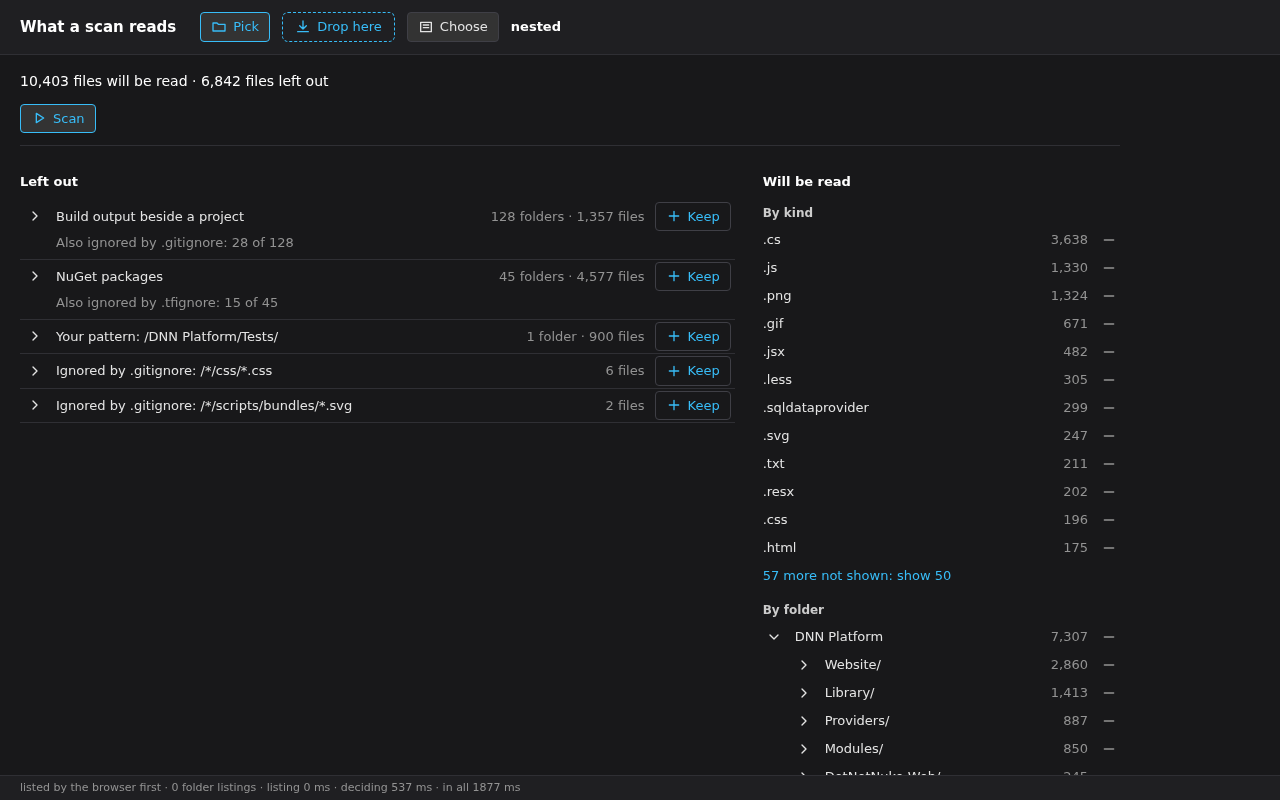 What a scan reads
Pick
Drop here
Choose
nested
10,403 files will be read · 6,842 files left out
Scan
Left out
Build output beside a project 128 folders · 1,357 files Keep
Also ignored by .gitignore: 28 of 128
NuGet packages 45 folders · 4,577 files Keep
Also ignored by .tfignore: 15 of 45
Your pattern: /DNN Platform/Tests/ 1 folder · 900 files Keep
Ignored by .gitignore: /*/css/*.css 6 files Keep
Ignored by .gitignore: /*/scripts/bundles/*.svg 2 files Keep
Will be read
By kind
.cs 3,638
.js 1,330
.png 1,324
.gif 671
.jsx 482
.less 305
.sqldataprovider 299
.svg 247
.txt 211
.resx 202
.css 196
.html 175
57 more not shown: show 50
By folder
DNN Platform 7,307
Website/ 2,860
Library/ 1,413
Providers/ 887
Modules/ 850
listed by the browser first · 0 folder listings · listing 0 ms · deciding 537 ms · in all 1877 ms